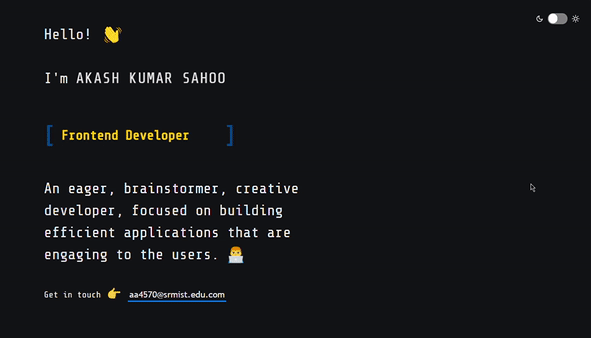 Hello! 👋
I'm AKASH KUMAR SAHOO
[ Frontend Developer ]
An eager, brainstormer, creative
developer, focused on building
efficient applications that are
engaging to the users. 👨‍💻
Get in touch 👉 aa4570@srmist.edu.com